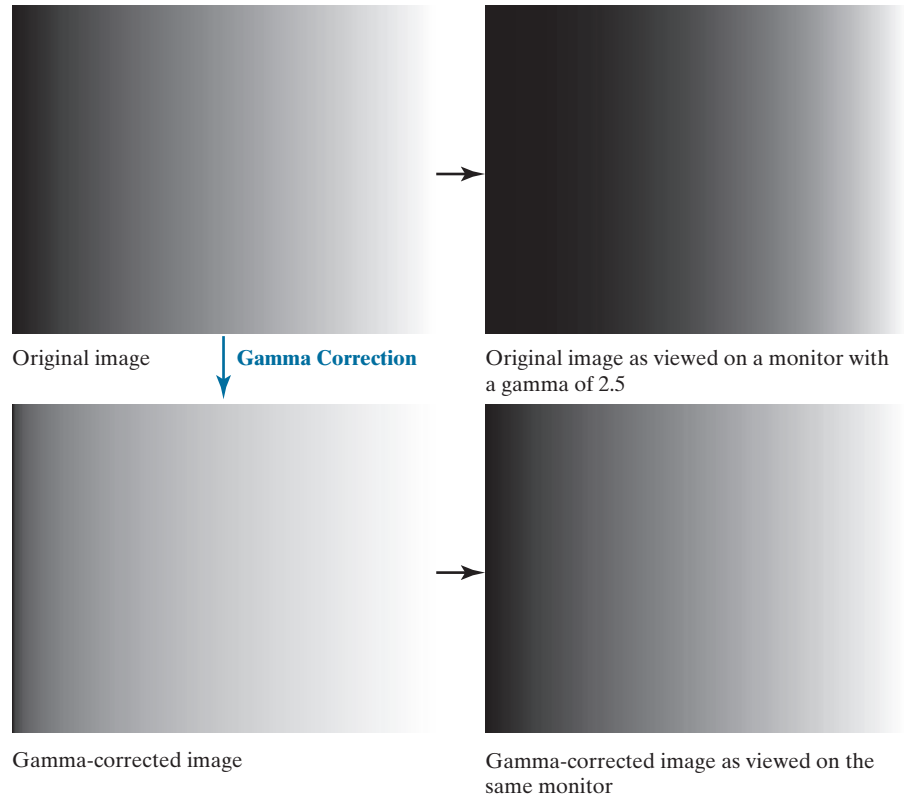 Original image
Gamma Correction
Original image as viewed on a monitor with
a gamma of 2.5
Gamma-corrected image
Gamma-corrected image as viewed on the
same monitor